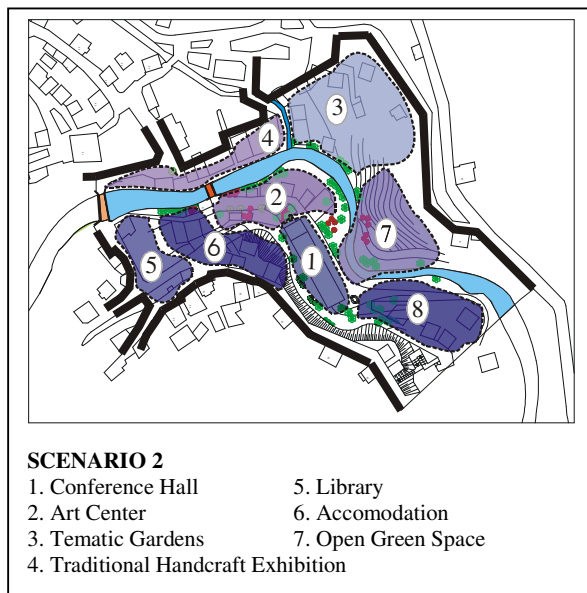 3
4
2
7
6
5
1
8
SCENARIO 2
1. Conference Hall
2. Art Center
3. Tematic Gardens
4. Traditional Handcraft Exhibition
5. Library
6. Accomodation
7. Open Green Space